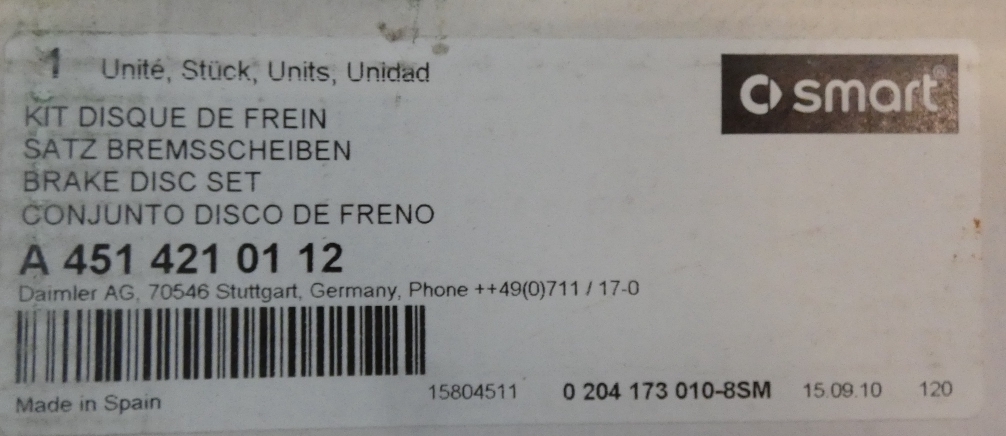 1 Unité, Stück, Units, Unidad
smart®
KIT DISQUE DE FREIN
SATZ BREMSSCHEIBEN
BRAKE DISC SET
CONJUNTO DISCO DE FRENO
A 451 421 01 12
Daimler AG, 70546 Stuttgart, Germany, Phone ++49(0)711 / 17-0
15804511 0 204 173 010-8SM 15.09.10 120
Made in Spain